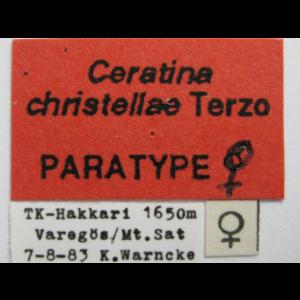 Ceratina
christellae Terzo
PARATYPE ♀
TK-Hakkari 1650m
Varegös/Mt.Sat
7-8-83 K.Warncke
♀